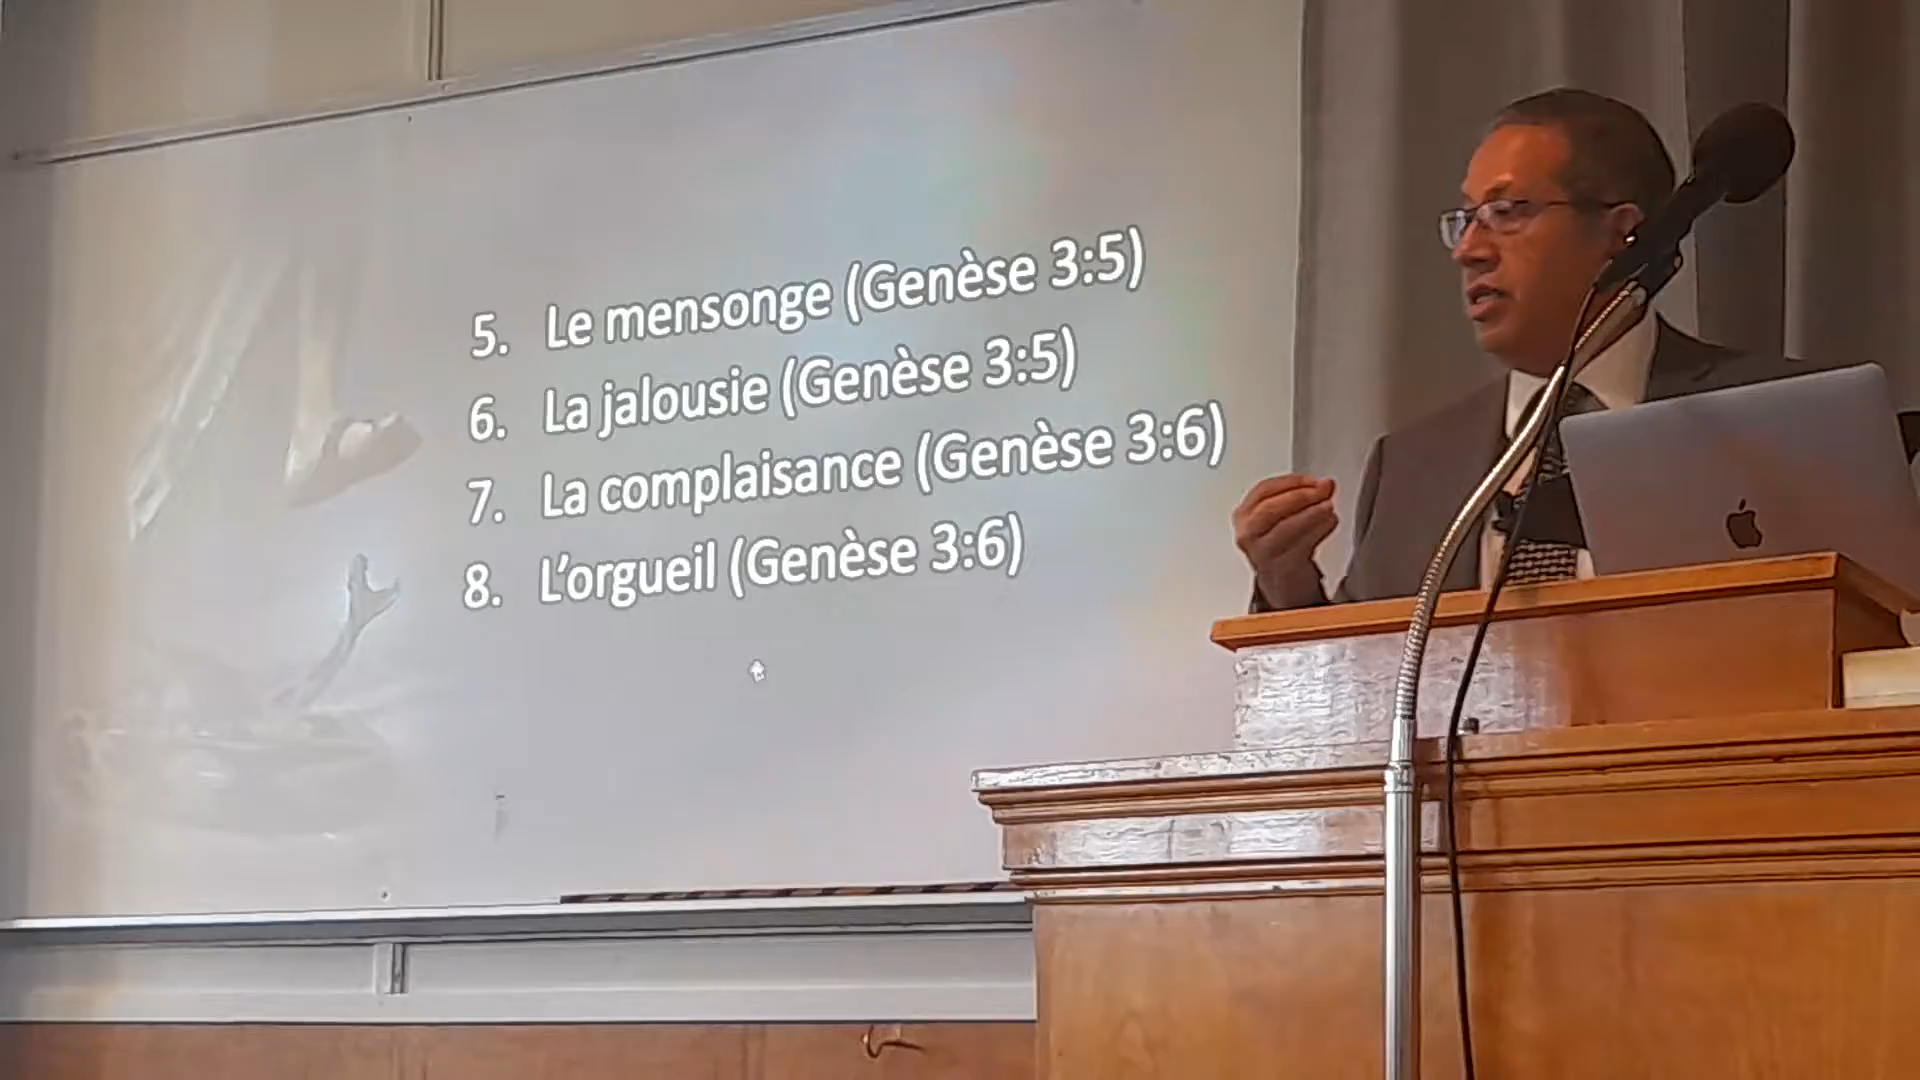 5. Le mensonge (Genèse 3:5)
6. La jalousie (Genèse 3:5)
7. La complaisance (Genèse 3:6)
8. L’orgueil (Genèse 3:6)